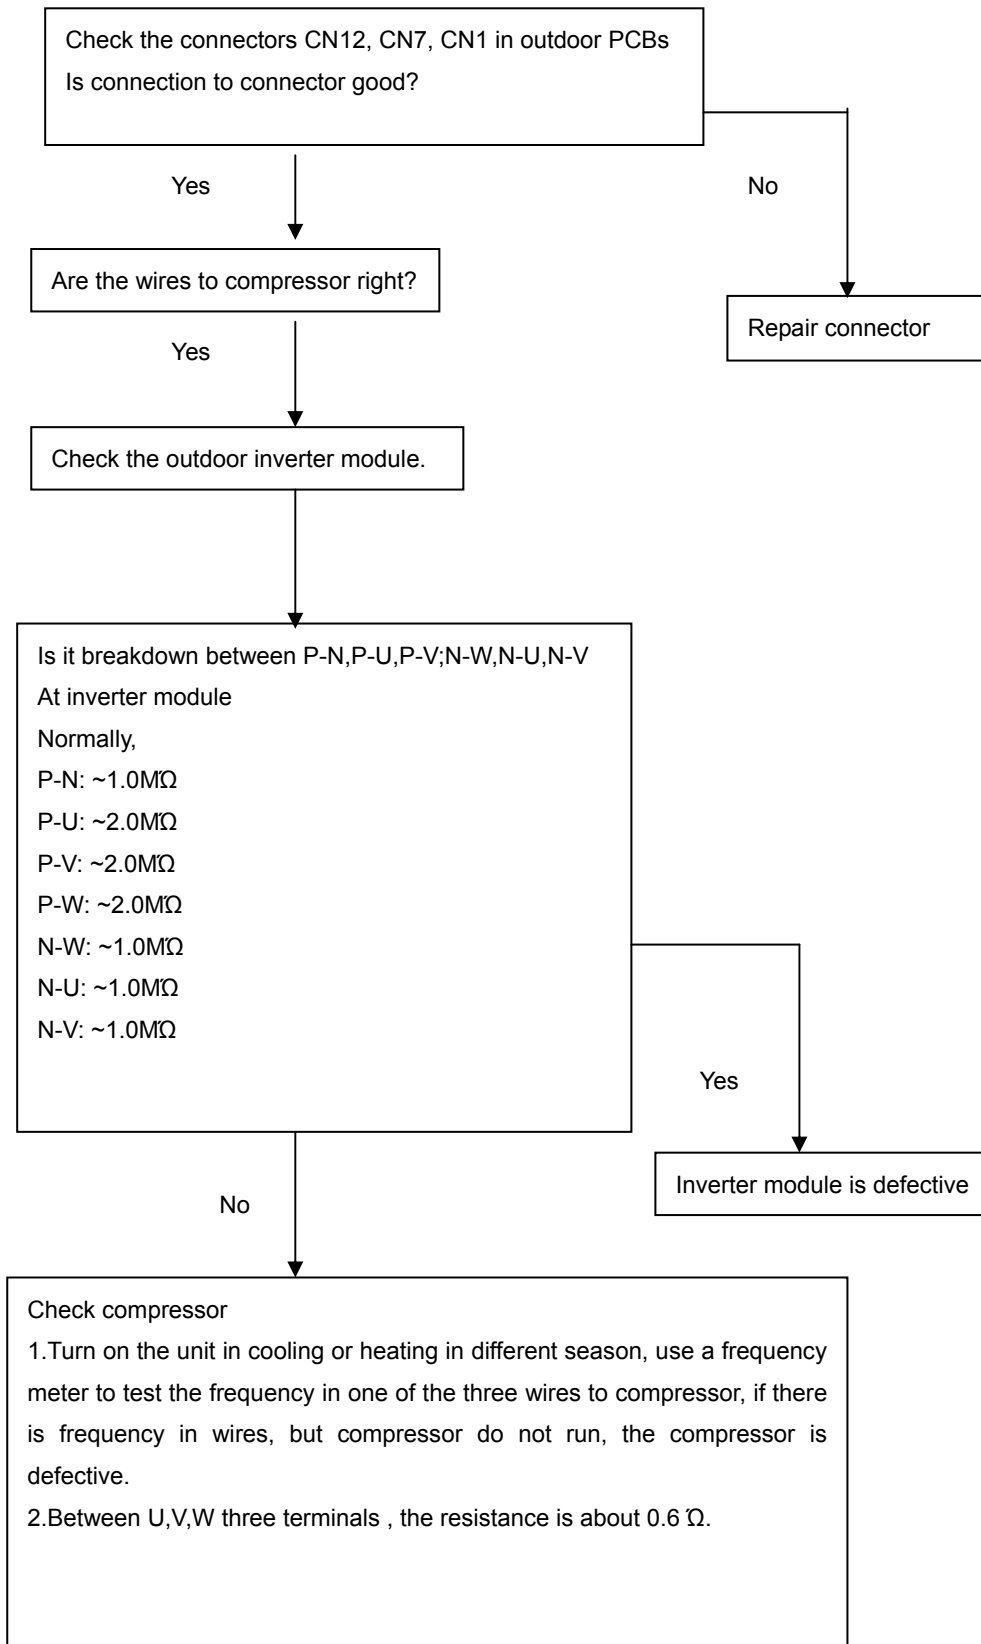 Check the connectors CN12, CN7, CN1 in outdoor PCBs
Is connection to connector good?
Yes
No
Are the wires to compressor right?
Repair connector
Yes
Check the outdoor inverter module.
Is it breakdown between P-N,P-U,P-V;N-W,N-U,N-V
At inverter module
Normally,
P-N: ~1.0MΏ
P-U: ~2.0MΏ
P-V: ~2.0MΏ
P-W: ~2.0MΏ
N-W: ~1.0MΏ
N-U: ~1.0MΏ
N-V: ~1.0MΏ
Yes
Inverter module is defective
No
Check compressor
1.Turn on the unit in cooling or heating in different season, use a frequency
meter to test the frequency in one of the three wires to compressor, if there
is frequency in wires, but compressor do not run, the compressor is
defective.
2.Between U,V,W three terminals , the resistance is about 0.6 Ώ.